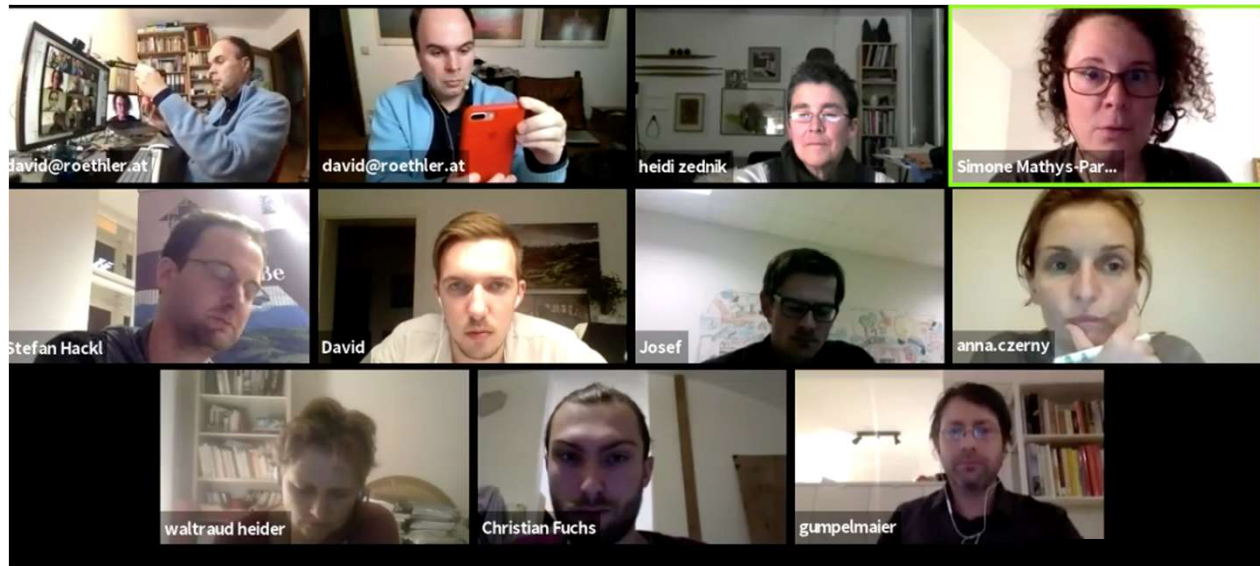 david@roethler.at
david@roethler.at
heidi zednik
Simone Mathys-Par...
Stefan Hackl
David
Josef
anna.czerny
waltraud heider
Christian Fuchs
gumpelmaier